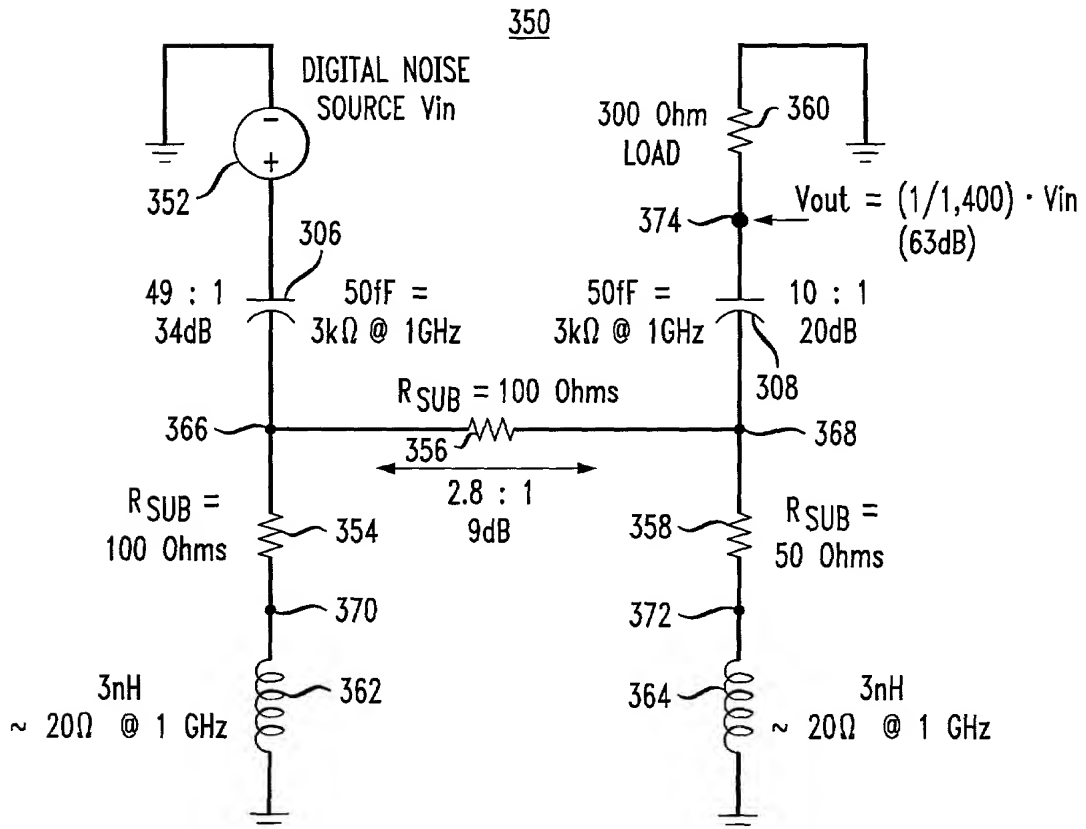 350
DIGITAL NOISE
SOURCE Vin
352
306
49 : 1
34dB
50fF =
3kΩ @ 1GHz
300 Ohm
LOAD
360
374
Vout = (1/1,400) · Vin
(63dB)
50fF =
3kΩ @ 1GHz
10 : 1
20dB
308
RSUB = 100 Ohms
366
356
368
2.8 : 1
9dB
RSUB =
100 Ohms
354
358
RSUB =
50 Ohms
370
372
3nH
~ 20Ω @ 1 GHz
362
364
3nH
~ 20Ω @ 1 GHz